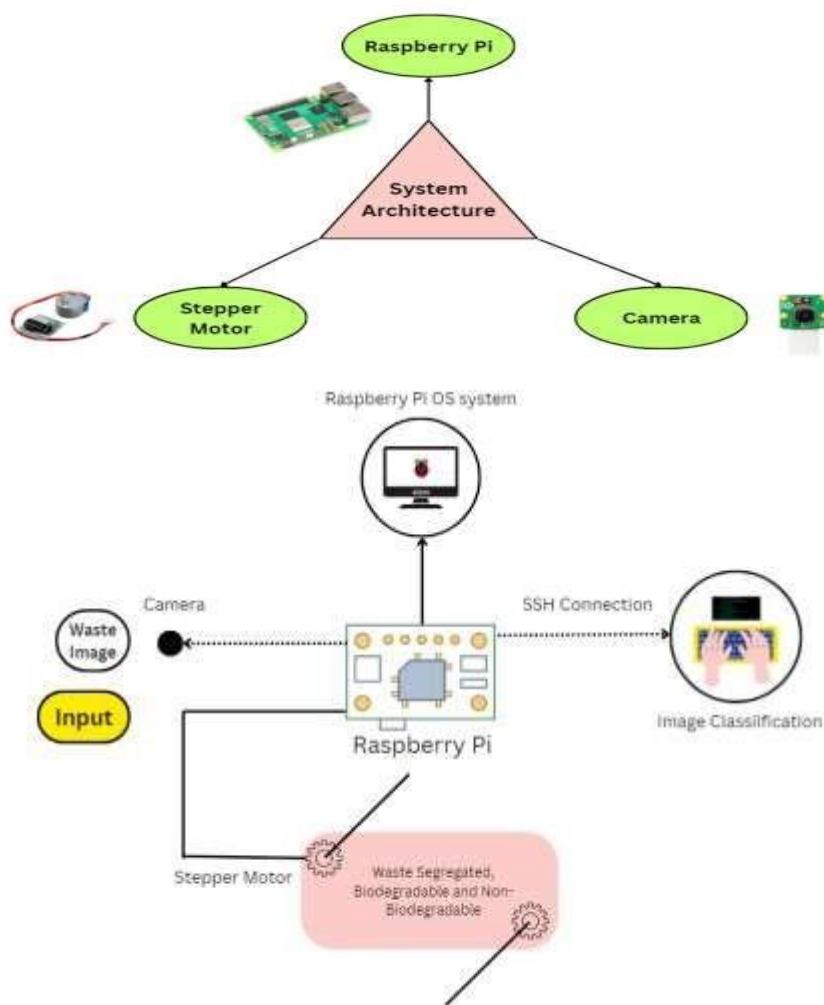 Raspberry Pi
System
Architecture
Stepper
Motor
Camera
Raspberry Pi OS system
Camera
SSH Connection
Waste
Image
Input
Raspberry Pi
Image Classiification
Stepper Motor
Waste Segregated,
Biodegradable and Non-
Biodegradable